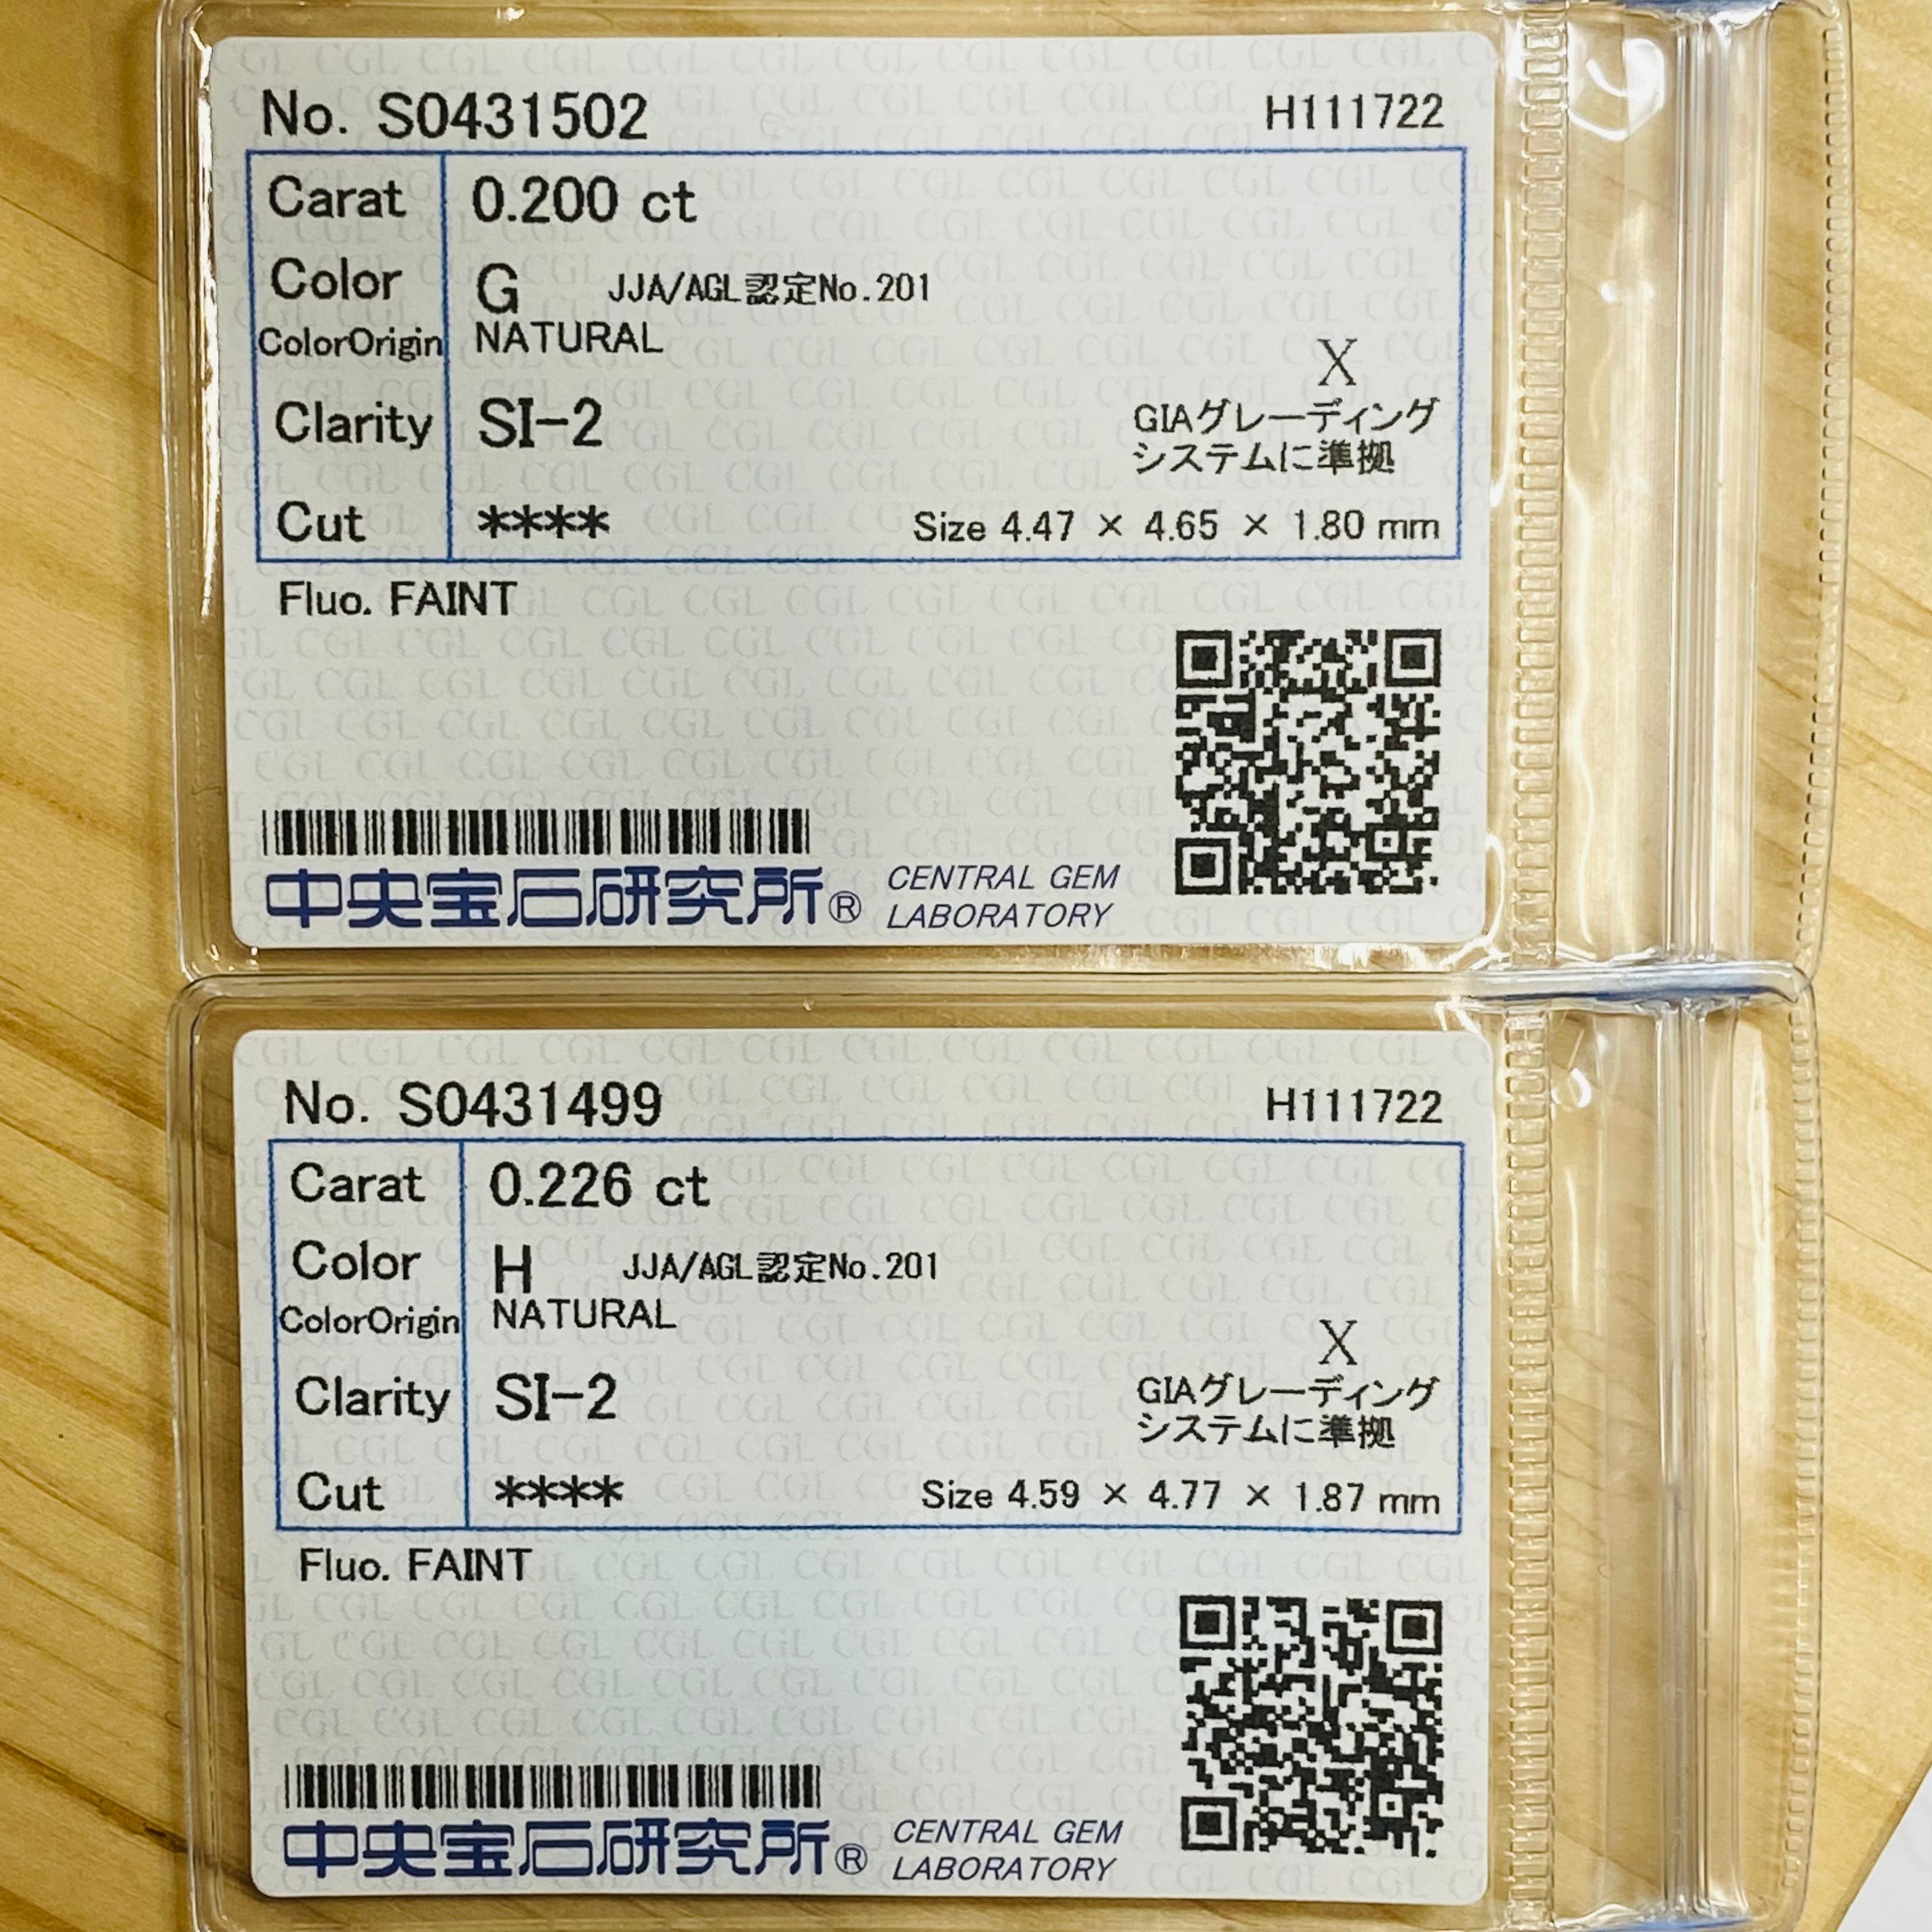 No. S0431502 H111722
Carat 0.200 ct
Color G JJA/AGL認定No.201
ColorOrigin NATURAL
X
Clarity SI-2 GIAグレーディング
システムに準拠
Cut **** Size 4.47 × 4.65 × 1.80 mm
Fluo. FAINT
中央宝石研究所® CENTRAL GEM
LABORATORY
No. S0431499 H111722
Carat 0.226 ct
Color H JJA/AGL認定No.201
ColorOrigin NATURAL
X
Clarity SI-2 GIAグレーディング
システムに準拠
Cut **** Size 4.59 × 4.77 × 1.87 mm
Fluo. FAINT
中央宝石研究所® CENTRAL GEM
LABORATORY